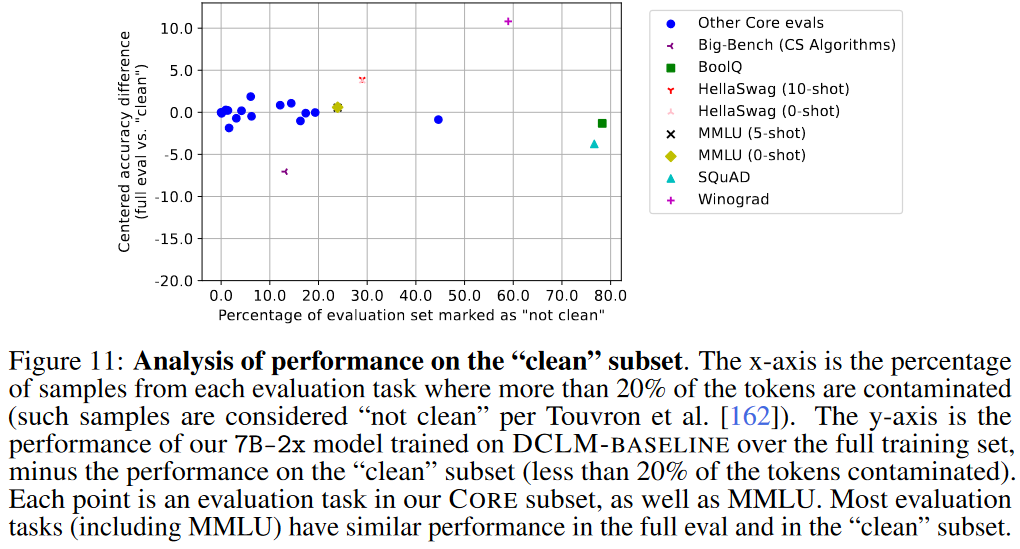 Centered accuracy difference
(full eval vs. "clean")
10.0
5.0
0.0
-5.0
-10.0
-15.0
-20.0
0.0 10.0 20.0 30.0 40.0 50.0 60.0 70.0 80.0
Percentage of evaluation set marked as "not clean"
Other Core evals
Big-Bench (CS Algorithms)
BoolQ
HellaSwag (10-shot)
HellaSwag (0-shot)
MMLU (5-shot)
MMLU (0-shot)
SQuAD
Winograd
Figure 11: Analysis of performance on the “clean” subset. The x-axis is the percentage
of samples from each evaluation task where more than 20% of the tokens are contaminated
(such samples are considered “not clean” per Touvron et al. [162]). The y-axis is the
performance of our 7B-2x model trained on DCLM-BASELINE over the full training set,
minus the performance on the “clean” subset (less than 20% of the tokens contaminated).
Each point is an evaluation task in our CORE subset, as well as MMLU. Most evaluation
tasks (including MMLU) have similar performance in the full eval and in the “clean” subset.